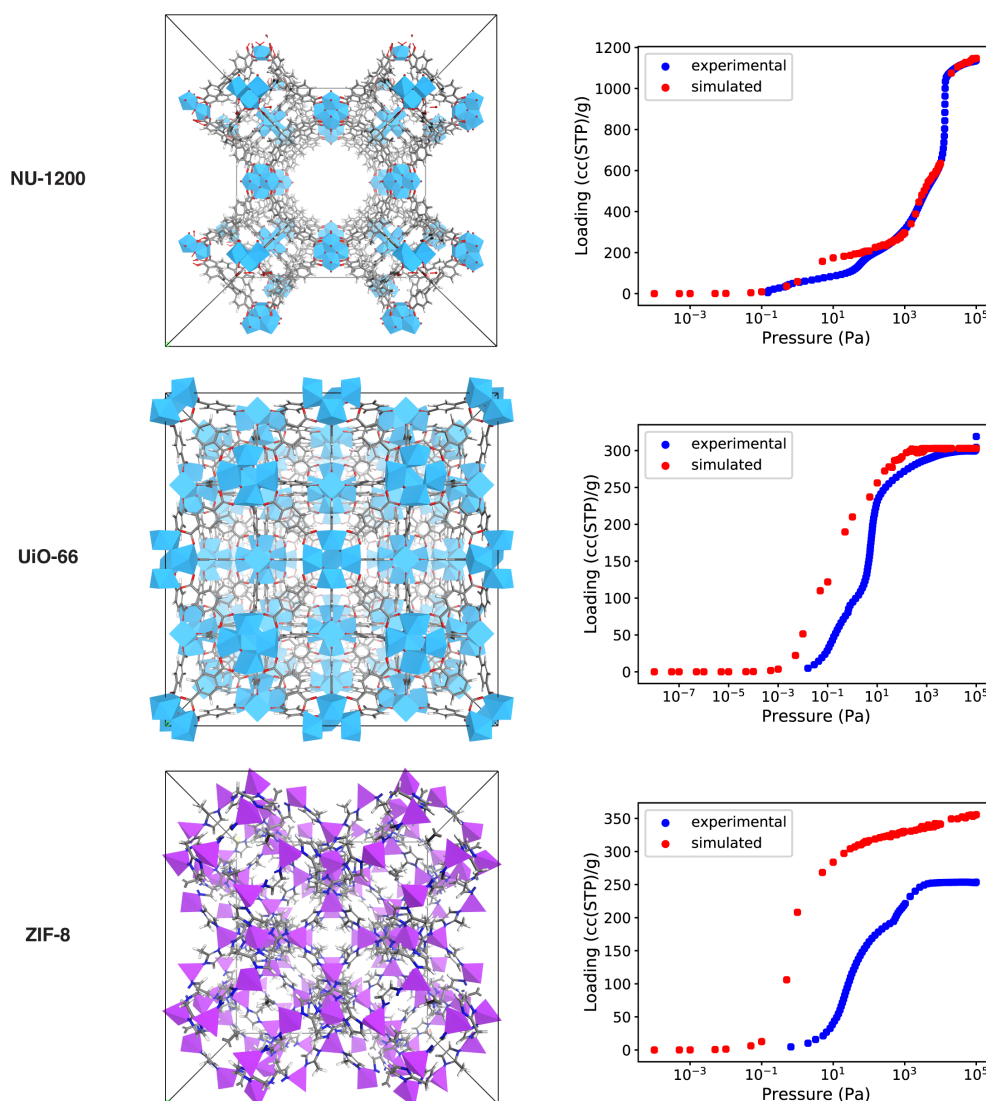 NU-1200
1200
1000
800
600
400
200
0
Loading (cc(STP)/g)
experimental
simulated
10⁻³ 10⁻¹ 10¹ 10³ 10⁵
Pressure (Pa)
UiO-66
300
250
200
150
100
50
0
Loading (cc(STP)/g)
experimental
simulated
10⁻⁷ 10⁻⁵ 10⁻³ 10⁻¹ 10¹ 10³ 10⁵
Pressure (Pa)
ZIF-8
350
300
250
200
150
100
50
0
Loading (cc(STP)/g)
experimental
simulated
10⁻³ 10⁻¹ 10¹ 10³ 10⁵
Pressure (Pa)